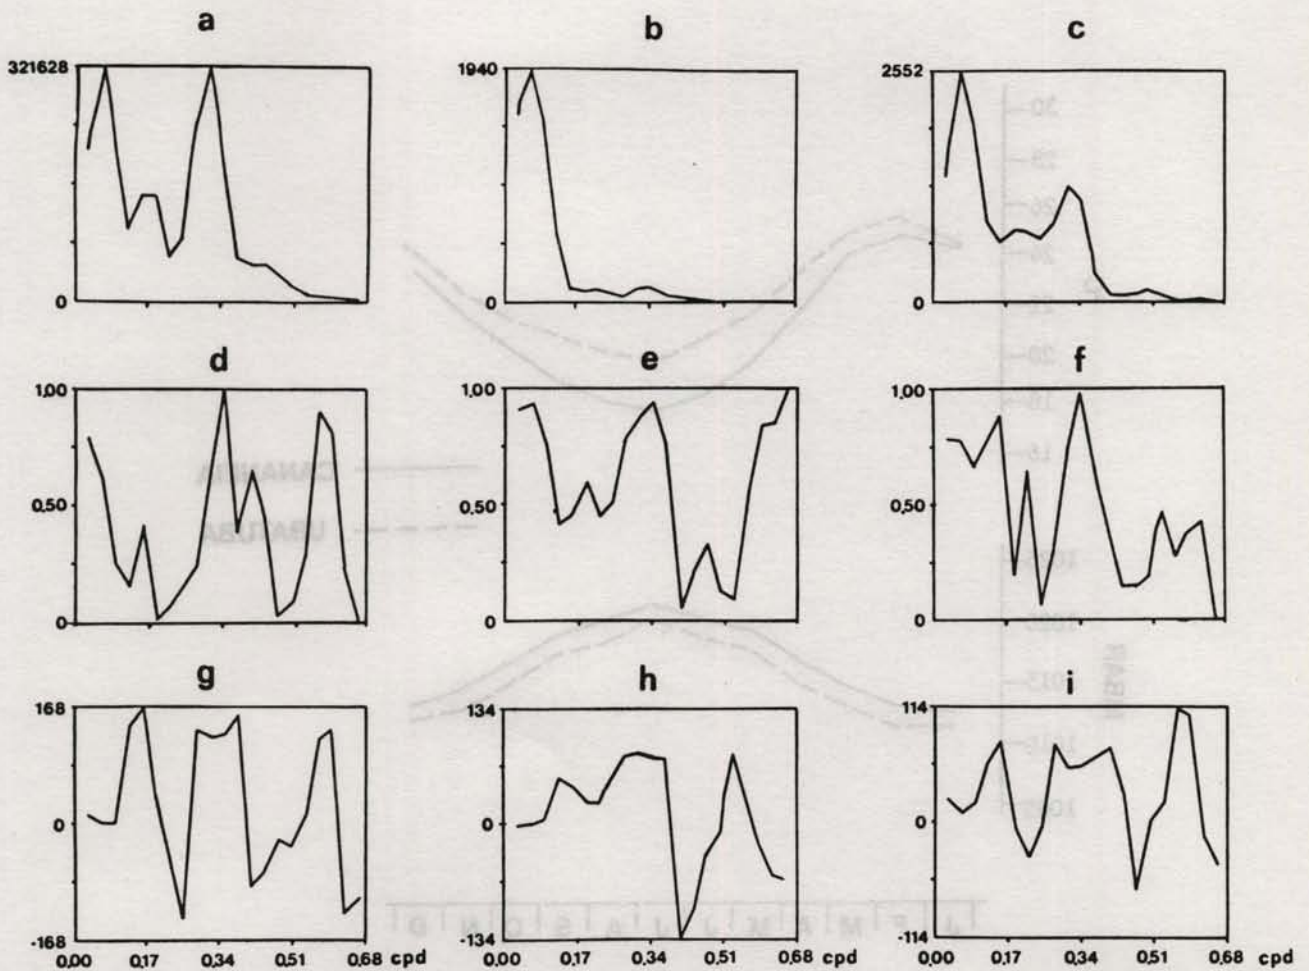 a b c
321628 1940 2552
0 0 0
d e f
1,00 1,00 1,00
0,50 0,50 0,50
0 0 0
g h i
168 134 114
0 0 0
-168 -134 -114
0,00 0,17 0,34 0,51 0,68 cpd 0,00 0,17 0,34 0,51 0,68 cpd 0,00 0,17 0,34 0,51 0,68 cpd
CANANEIA
UBATUBA
J F M A M J J A S O N D